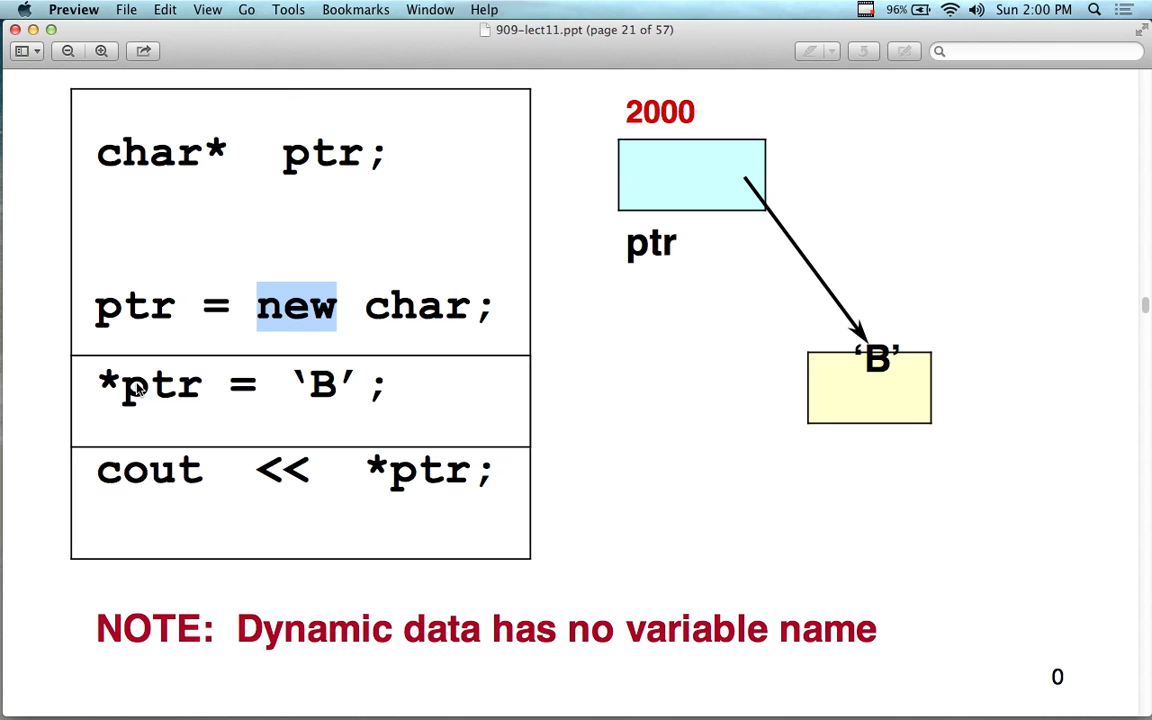 Preview File Edit View Go Tools Bookmarks Window Help 96% Sun 2:00 PM
909-lect11.ppt (page 21 of 57)
char* ptr;
ptr = new char;
*ptr = ‘B’;
cout << *ptr;
2000
ptr
‘B’
NOTE: Dynamic data has no variable name
0